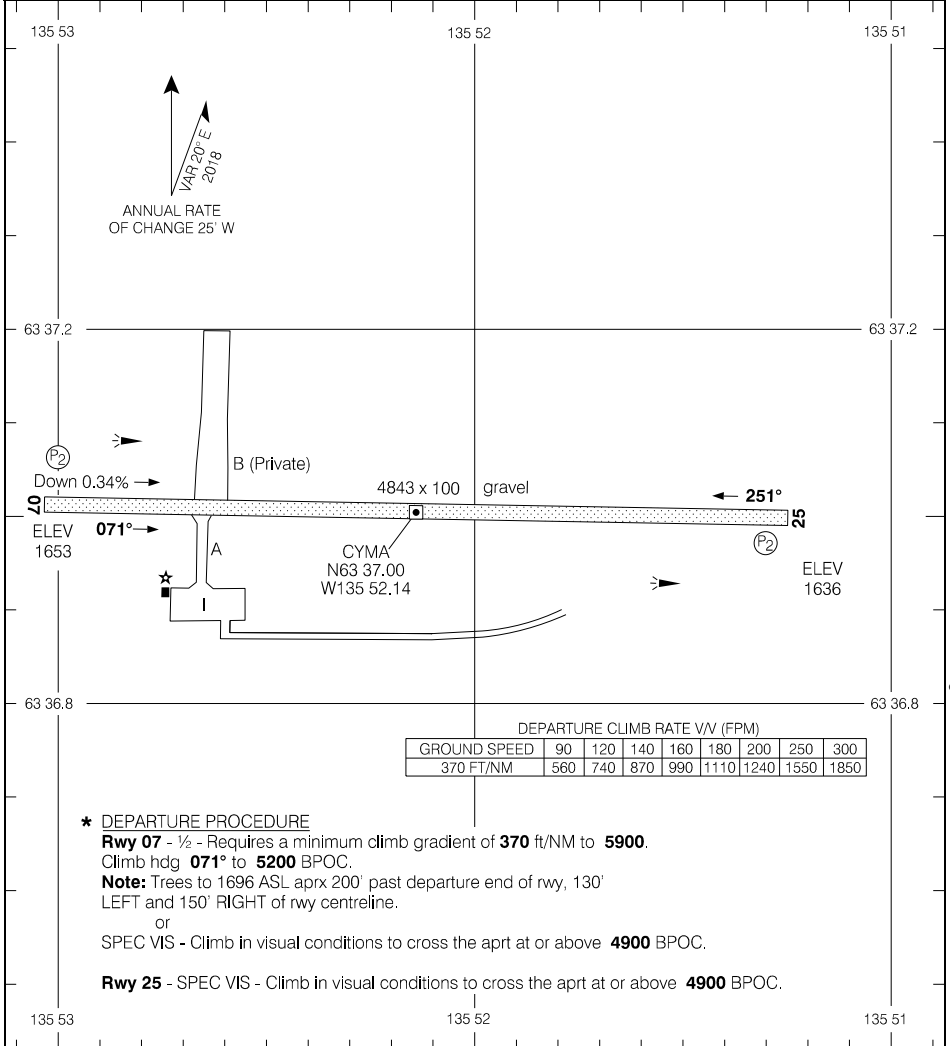 135 53
135 52
135 51
VAR 20° E
2018
ANNUAL RATE
OF CHANGE 25' W
63 37.2
63 37.2
P2
B (Private)
Down 0.34%
4843 x 100 gravel
251°
07
25
ELEV
1653
071°
CYMA
N63 37.00
W135 52.14
P2
ELEV
1636
A
I
63 36.8
63 36.8
DEPARTURE CLIMB RATE V/V (FPM)
GROUND SPEED 90 120 140 160 180 200 250 300
370 FT/NM 560 740 870 990 1110 1240 1550 1850
* DEPARTURE PROCEDURE
Rwy 07 - ½ - Requires a minimum climb gradient of 370 ft/NM to 5900.
Climb hdg 071° to 5200 BPOC.
Note: Trees to 1696 ASL aprx 200' past departure end of rwy, 130'
LEFT and 150' RIGHT of rwy centreline.
or
SPEC VIS - Climb in visual conditions to cross the aprt at or above 4900 BPOC.
Rwy 25 - SPEC VIS - Climb in visual conditions to cross the aprt at or above 4900 BPOC.
135 53
135 52
135 51